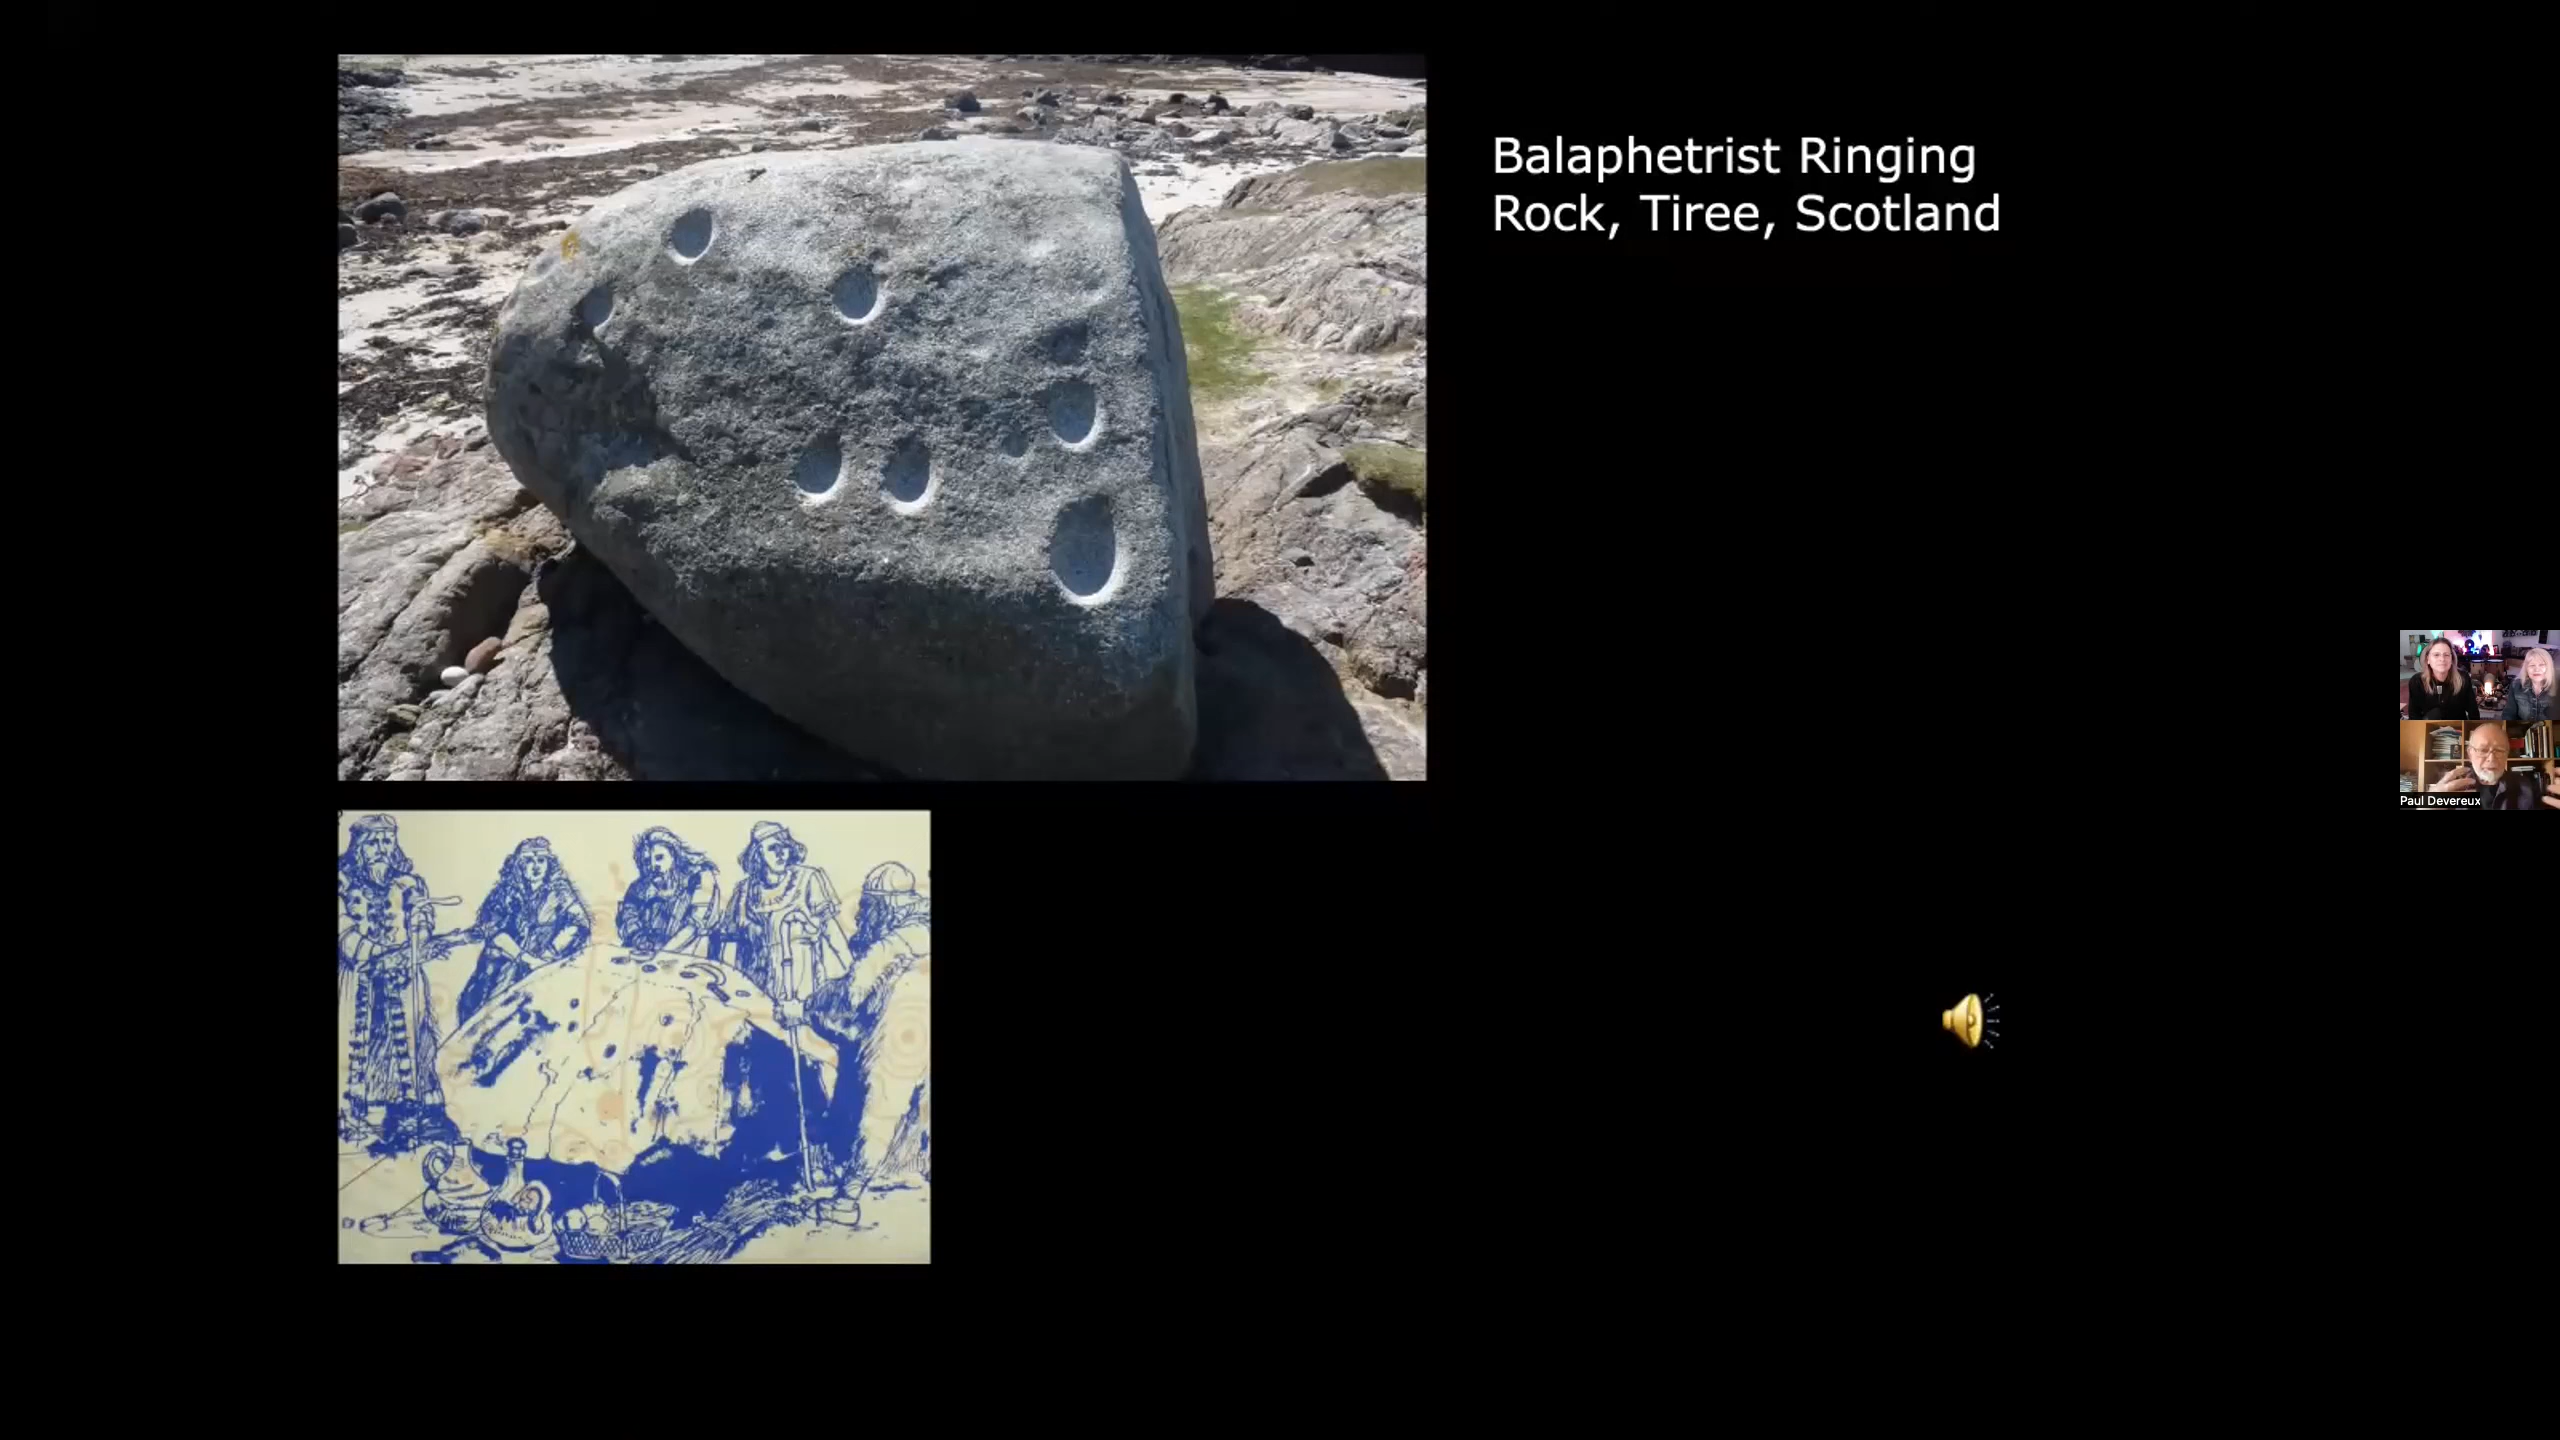 Balaphetrist Ringing
Rock, Tiree, Scotland
Paul Devereux